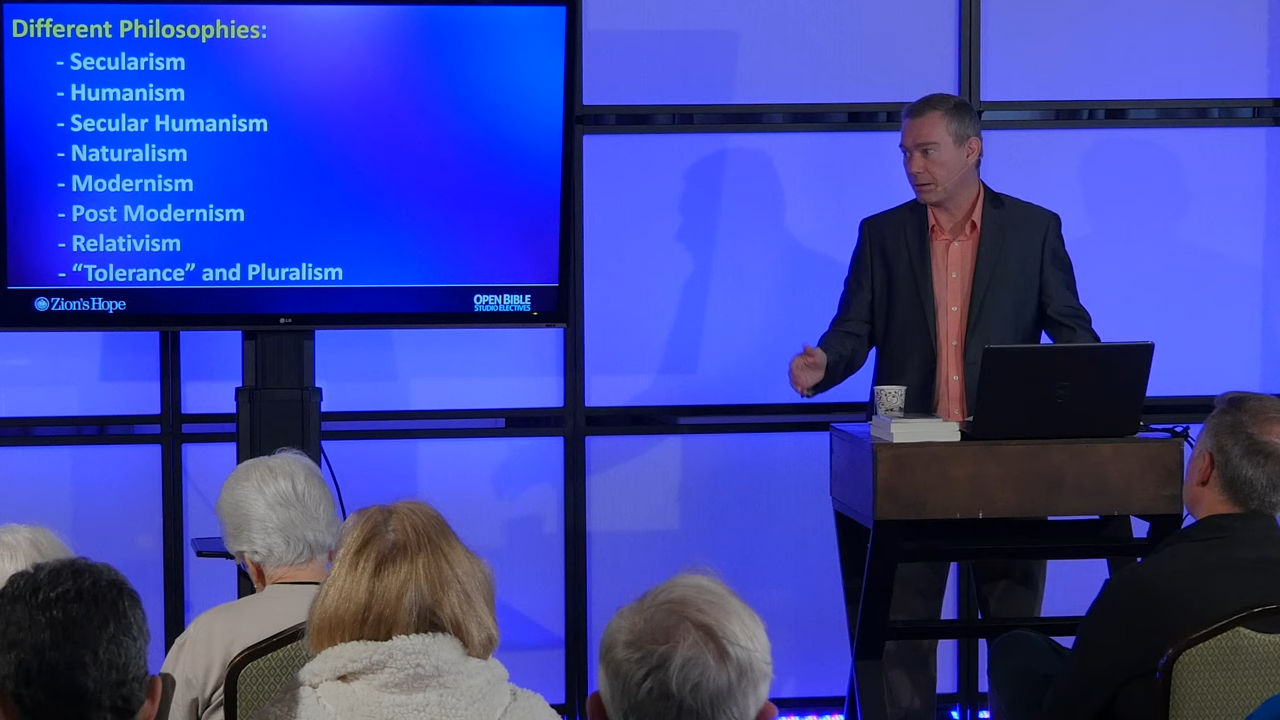 Different Philosophies:
- Secularism
- Humanism
- Secular Humanism
- Naturalism
- Modernism
- Post Modernism
- Relativism
- “Tolerance” and Pluralism
Zion's Hope
OPEN BIBLE
STUDIO ELECTIVES
LG